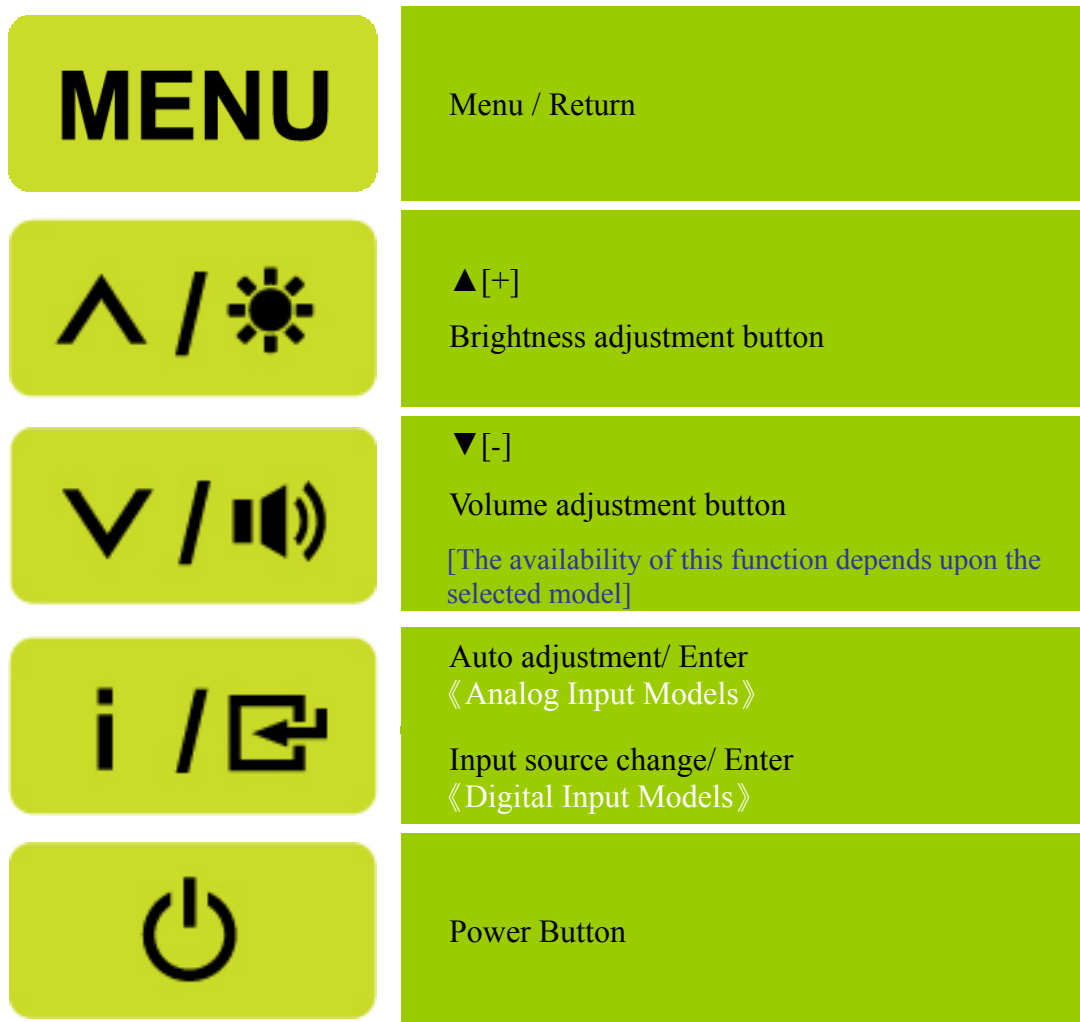 MENU
Menu / Return
/
▲[+]
Brightness adjustment button
/
▼[-]
Volume adjustment button
[The availability of this function depends upon the
selected model]
i /
Auto adjustment/ Enter
《Analog Input Models》
Input source change/ Enter
《Digital Input Models》
Power Button